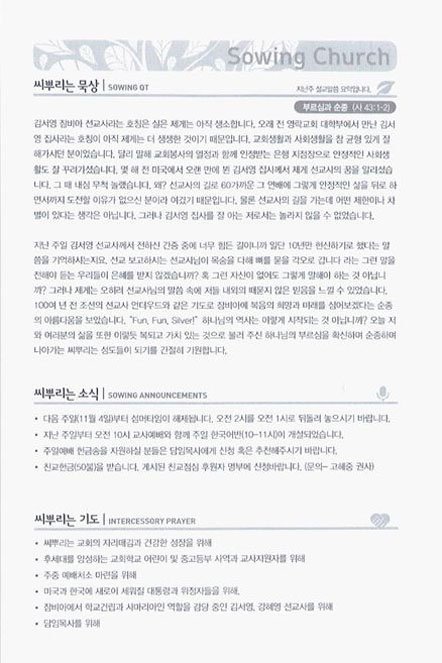 Sowing Church
씨뿌리는 묵상 | SOWING QT
지난주 설교말씀 요약입니다.
부르심과 순종 (사 43:1-2)
김서영 잠비아 선교사라는 호칭은 실은 제게는 아직 생소합니다. 오래 전 영락교회 대학부에서 만난 김서
영 집사라는 호칭이 아직 제게는 더 생생한 것이기 때문입니다. 교회생활과 사회생활을 참 균형 있게 잘
해가시던 분이었습니다. 달리 말해 교회봉사의 열정과 함께 안정받는 은행 지점장으로 안정적인 사회생
활도 잘 꾸려가셨습니다. 몇 해 전 미국에서 오랜 만에 뵌 김서영 집사께서 제게 선교사의 꿈을 알리셨습
니다. 그 때 내심 무척 놀랬습니다. 왜? 선교사의 길로 60가까운 그 연배에 그렇게 안정적인 삶을 뒤로 하
면서까지 도전할 이유가 없으신 분이라 여겼기 때문입니다. 물론 선교사의 길을 가는데 어떤 제한이나 차
별이 있다는 생각은 아닙니다. 그러나 김서영 집사를 잘 아는 저로서는 놀라지 않을 수 없었습니다.
지난 주일 김서영 선교사께서 전하신 간증 중에 너무 힘든 길이니까 일단 10년만 헌신하기로 했다는 말
씀을 기억하시는지요. 선교 보고하시는 선교사님이 목숨을 다해 뼈를 묻을 각오로 갑니다 라는 그런 말을
전해야 듣는 우리들이 은혜를 받지 않겠습니까? 혹 그런 자신이 없어도 그렇게 말해야 하는 것 아닙니
까? 그러나 제게는 오히려 선교사님의 말씀 속에 저들 내외의 때묻지 않은 믿음을 느낄 수 있었습니다.
100여 년 전 조선의 선교사 언더우드와 같은 기도로 잠비아에 복음의 희망과 미래를 심어보겠다는 순종
의 아름다움을 보았습니다. "Fun, Fun, Silver!" 하나님의 역사는 이렇게 시작되는 것 아닙니까? 오늘 저
와 여러분의 삶을 또한 이렇듯 복되고 가치 있는 것으로 불러 주신 하나님의 부르심을 확신하며 순종하며
나아가는 씨뿌리는 성도들이 되기를 간절히 기원합니다.
씨뿌리는 소식 | SOWING ANNOUNCEMENTS
• 다음 주일(11월 4일)부터 섬머타임이 해제됩니다. 오전 2시를 오전 1시로 뒤돌려 놓으시기 바랍니다.
• 지난 주일부터 오전 10시 교사예배와 함께 주일 한국어반(10-11시)이 개설되었습니다.
• 주일예배 헌금송을 자원하실 분들은 담임목사에게 신청 혹은 추천해주시기 바랍니다.
• 친교헌금(50불)을 받습니다. 게시된 친교점심 후원자 명부에 신청바랍니다. (문의- 고해중 권사)
씨뿌리는 기도 | INTERCESSORY PRAYER
• 씨뿌리는 교회의 자리매김과 건강한 성장을 위해
• 후세대를 양성하는 교회학교 어린이 및 중고등부 사역과 교사지원자를 위해
• 주중 예배처소 마련을 위해
• 미국과 한국에 새로이 세워질 대통령과 위정자들을 위해.
• 잠비아에서 학교건립과 사마리아인 역할을 감당 중인 김서영, 강혜영 선교사를 위해
• 담임목사를 위해